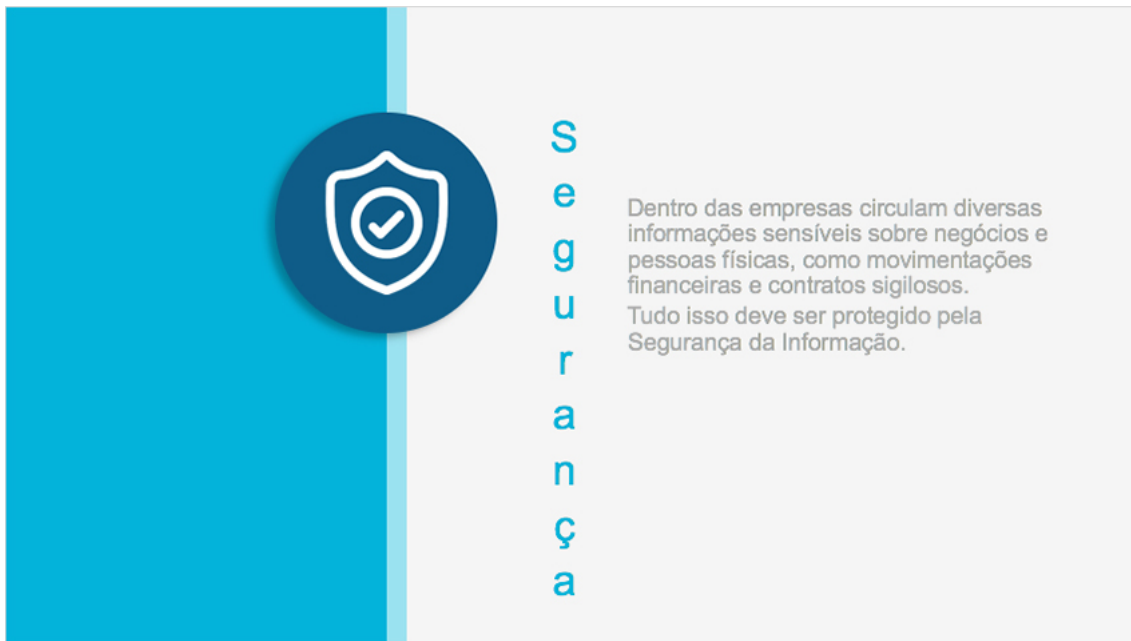 Segurança
Dentro das empresas circulam diversas
informações sensíveis sobre negócios e
pessoas físicas, como movimentações
financeiras e contratos sigilosos.
Tudo isso deve ser protegido pela
Segurança da Informação.